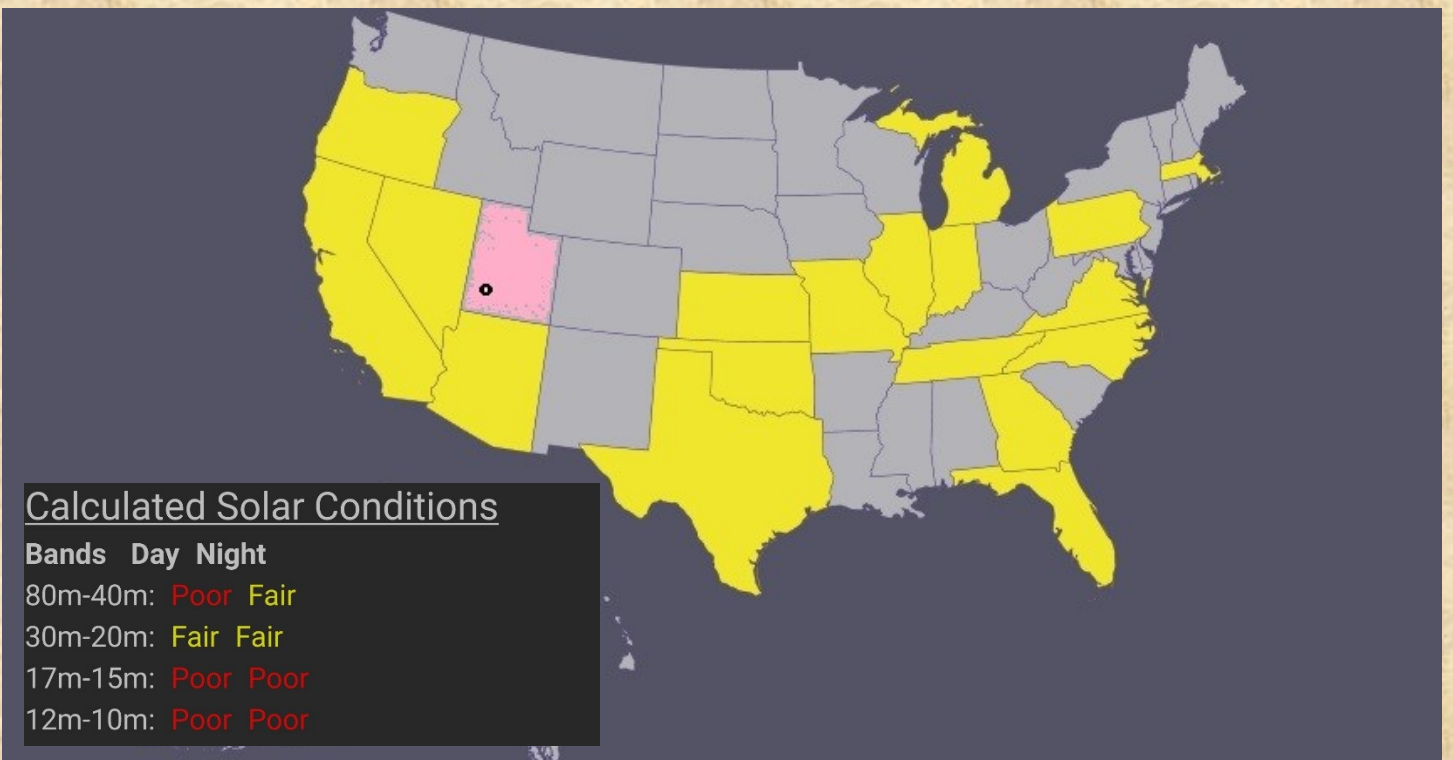 Calculated Solar Conditions
Bands Day Night
80m-40m: Poor Fair
30m-20m: Fair Fair
17m-15m: Poor Poor
12m-10m: Poor Poor